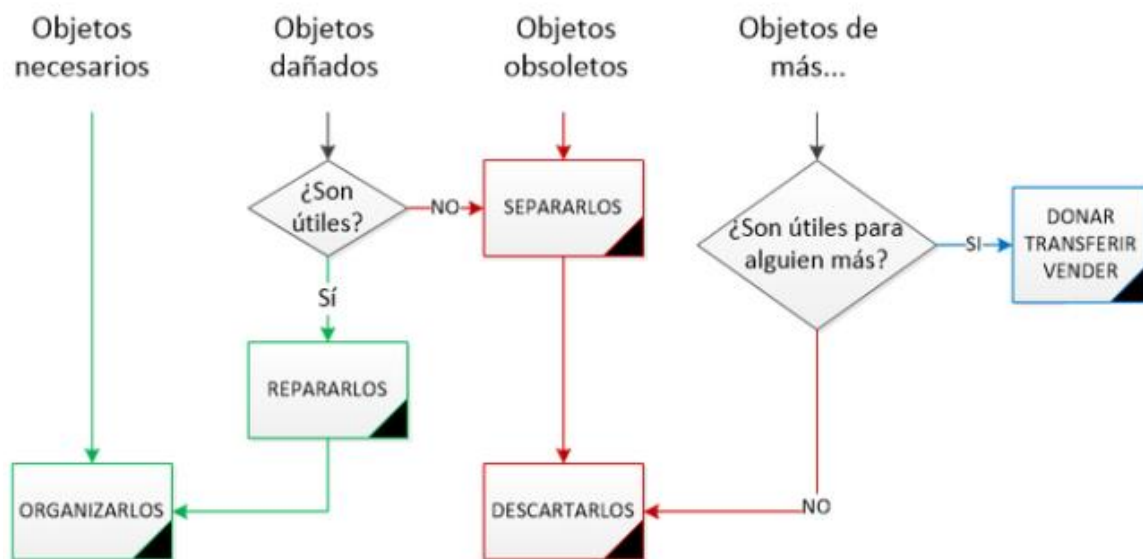 Objetos
necesarios
Objetos
dañados
Objetos
obsoletos
Objetos de
más...
¿Son
útiles?
NO
SEPARARLOS
¿Son útiles para
alguien más?
SI
DONAR
TRANSFERIR
VENDER
Sí
REPARARLOS
ORGANIZARLOS
DESCARTARLOS
NO